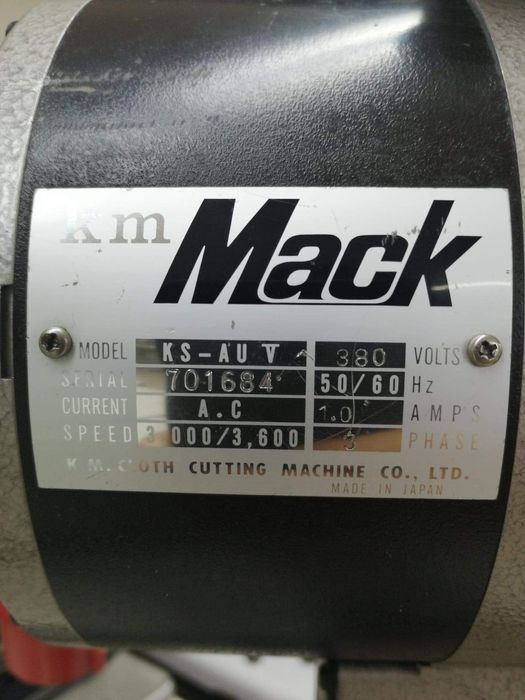 km Mack
MODEL KS-AU V 380 VOLTS
SERIAL 701684 50/60 Hz
CURRENT A.C 1.0 AMPS
SPEED 3,000/3,600 3 PHASE
K.M. CLOTH CUTTING MACHINE CO., LTD.
MADE IN JAPAN